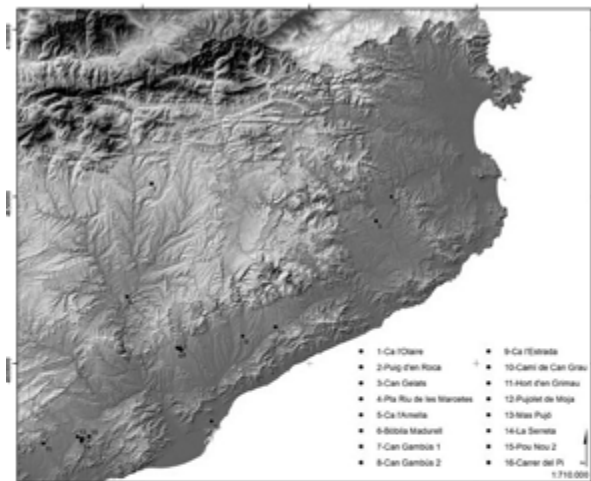 1-Ca l'Oliaire
2-Puig d'en Roca
3-Can Gelats
4-Pta Riu de les Marcetes
5-Ca l'Arnella
6-Bòbila Madurell
7-Can Gambús 1
8-Can Gambús 2
9-Ca l'Estrada
10-Camí de Can Grau
11-Hort d'en Grimau
12-Pujolet de Moja
13-Mas Pujó
14-La Serreta
15-Pou Nou 2
16-Carrer del Pi
1:710.000